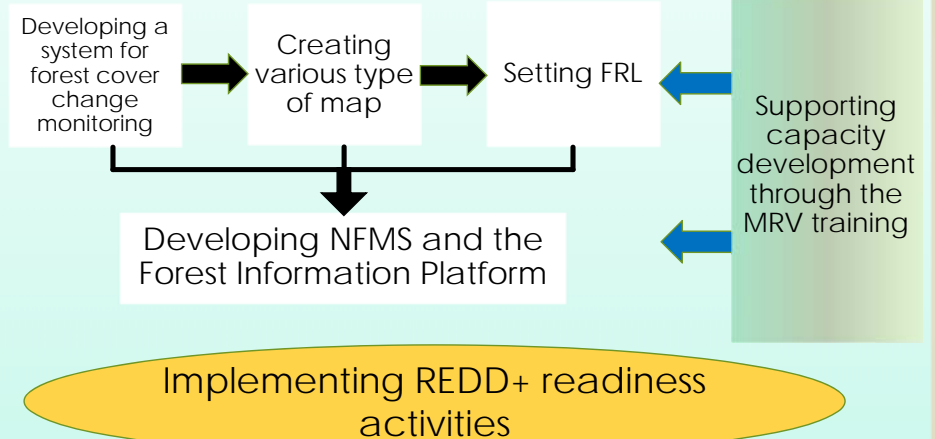 Developing a
system for
forest cover
change
monitoring
Creating
various type
of map
Setting FRL
Supporting
capacity
development
through the
MRV training
Developing NFMS and the
Forest Information Platform
Implementing REDD+ readiness
activities